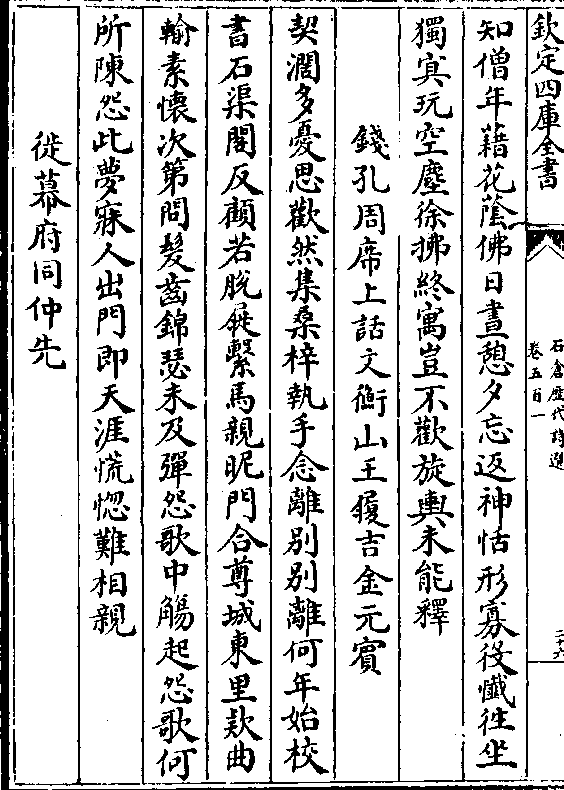 欽定四庫全書
石倉歷代詩選
卷五百一
二六
知僧年藉花蔭佛日晝憩夕忘返神怙形寡役懺往坐
獨寘玩空塵徐拂終寓豈不歡旋輿未能釋
錢孔周席上話文衡山王履吉金元賓
契濶多憂思歡然集桑梓執手念離别别離何年始校
書石渠閣反顧若脫屣繫馬親昵門合尊城東里欵曲
輸素懷次第問髮齒錦瑟未及彈怨歌中觴起怨歌何
所陳怨此夢寐人出門即天涯慌惚難相親
徙幕府同仲先